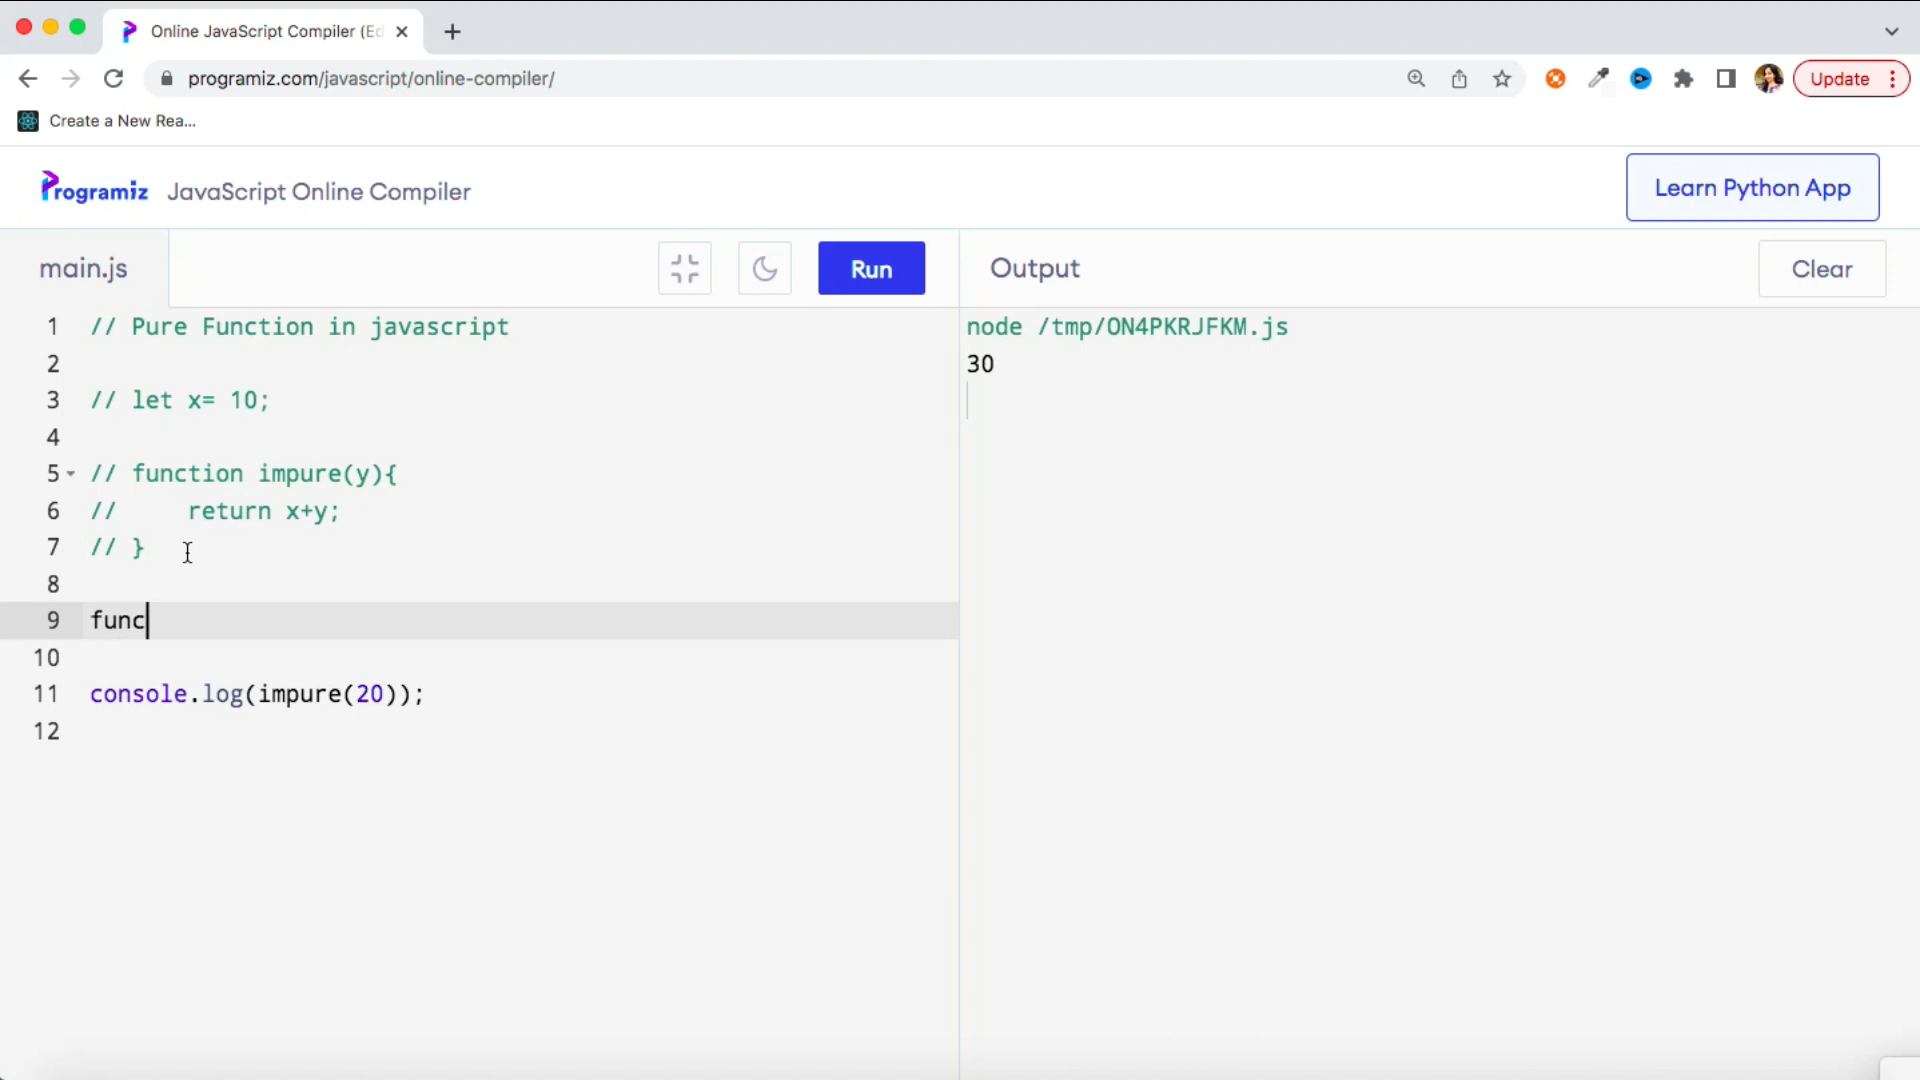 Online JavaScript Compiler (Ed
programiz.com/javascript/online-compiler/
Update
Create a New Rea...
Programiz JavaScript Online Compiler
Learn Python App
main.js
Run
Output
Clear
1 // Pure Function in javascript
2
3 // let x= 10;
4
5 // function impure(y){
6 //     return x+y;
7 // }
8
9 func
10
11 console.log(impure(20));
12
node /tmp/ON4PKRJFKM.js
30